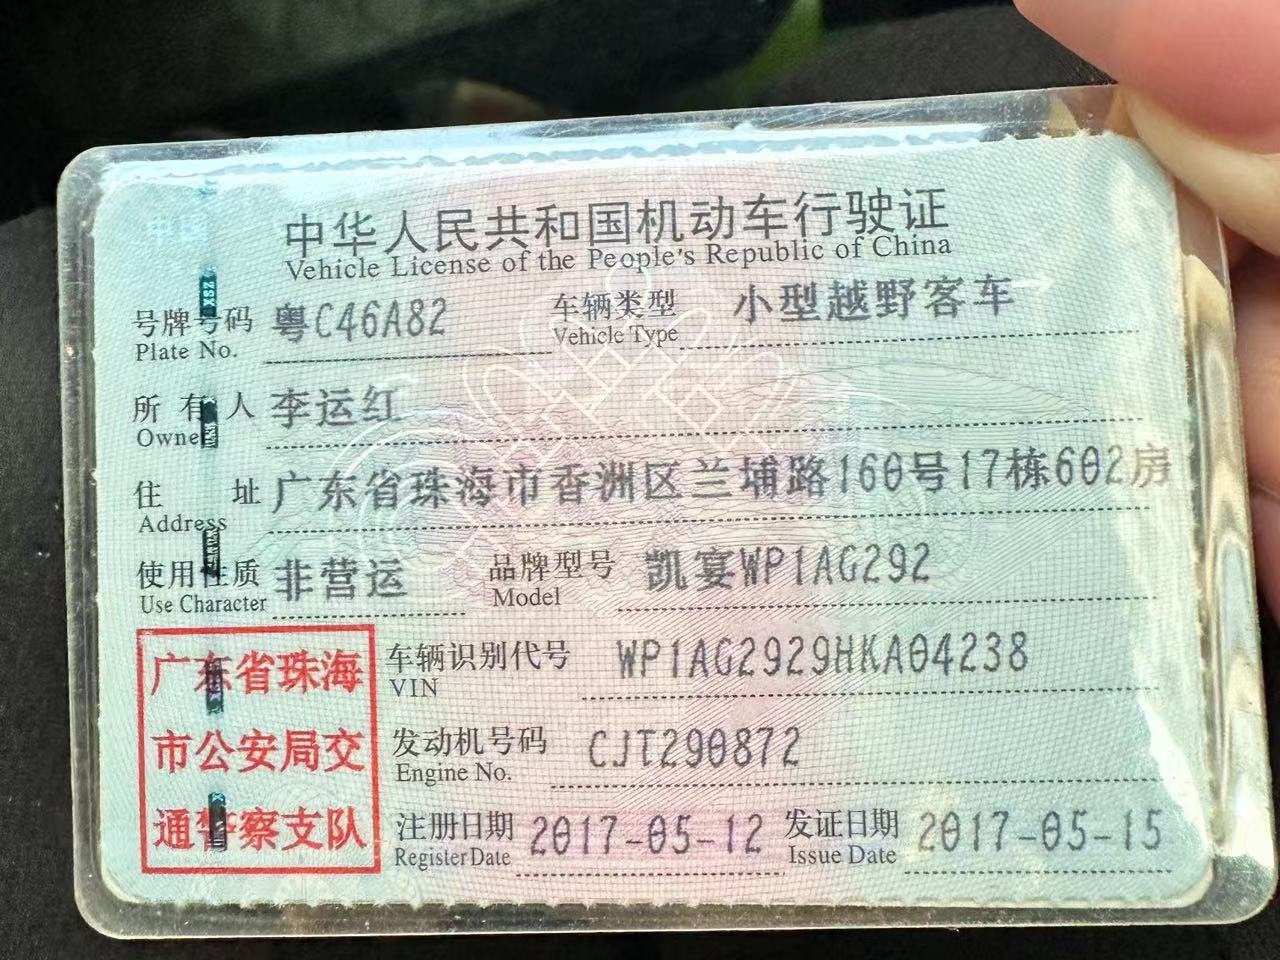 中华人民共和国机动车行驶证
Vehicle License of the People's Republic of China
号牌号码 粤C46A82 车辆类型 小型越野客车
Plate No. Vehicle Type
所有人 李运红
Owner
住址 广东省珠海市香洲区兰埔路160号17栋602房
Address
使用性质 非营运 品牌型号 凯宴WP1AG292
Use Character Model
广东省珠海
市公安局交
通警察支队
车辆识别代号 WP1AG2929HKA04238
VIN
发动机号码 CJT290872
Engine No.
注册日期 2017-05-12 发证日期 2017-05-15
Register Date Issue Date